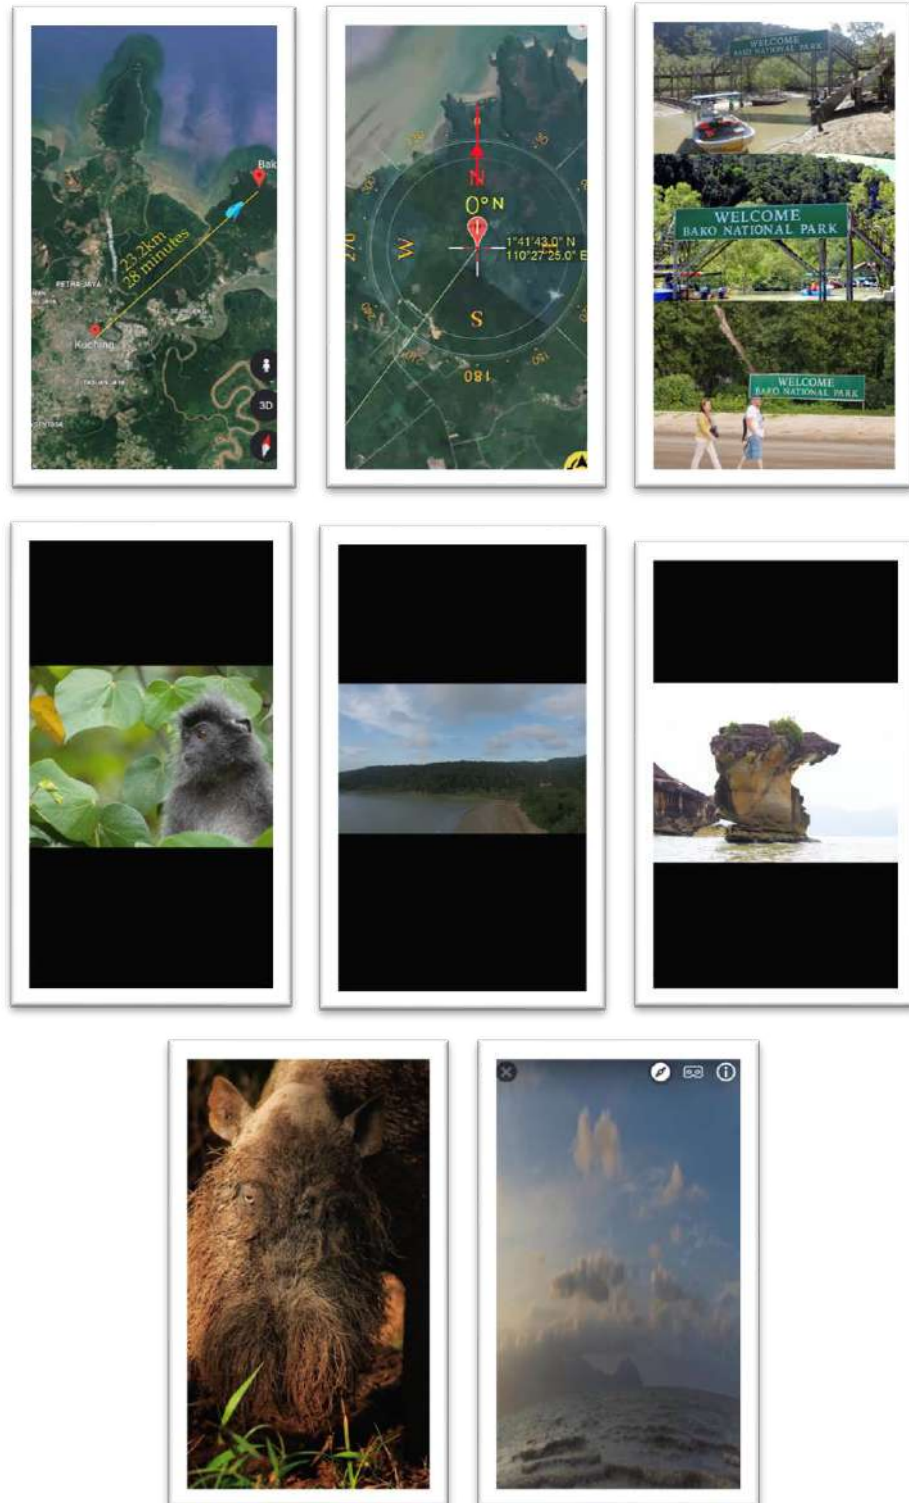 Bak
23.2km
28 minutes
PETRA JAYA
Kuching
3D
N
0° N
1°41'43.0" N
110°27'25.0" E
W
S
180
WELCOME
BAKO NATIONAL PARK
WELCOME
BAKO NATIONAL PARK
WELCOME
BAKO NATIONAL PARK